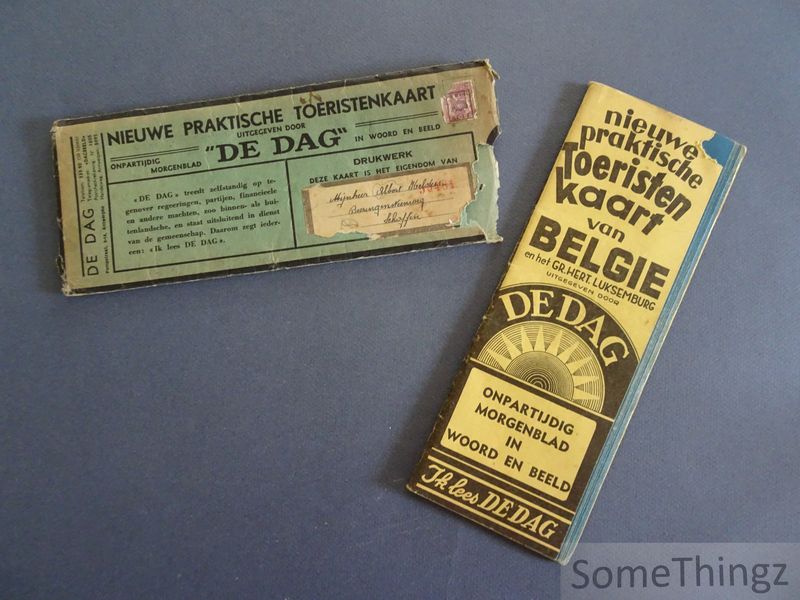 NIEUWE PRAKTISCHE TOERISTENKAART
UITGEGEVEN DOOR
ONPARTIJDIG MORGENBLAD "DE DAG" IN WOORD EN BEELD
«DE DAG» treedt zelfstandig op te-
genover regeeringen, partijen, financieele
en andere machten, zoo binnen- als bui-
tenlandsche, en staat uitsluitend in dienst
van de gemeenschap. Daarom zegt ieder-
een: «Ik lees DE DAG».
DRUKWERK
DEZE KAART IS HET EIGENDOM VAN
Mijnheer Albert
Schaffen
DE DAG
nieuwe
praktische
Toeristen
kaart
van
BELGIE
en het GR. HERT. LUKSEMBURG
UITGEGEVEN DOOR
DE DAG
ONPARTIJDIG
MORGENBLAD
IN
WOORD EN BEELD
Ik lees DE DAG
SomeThingz